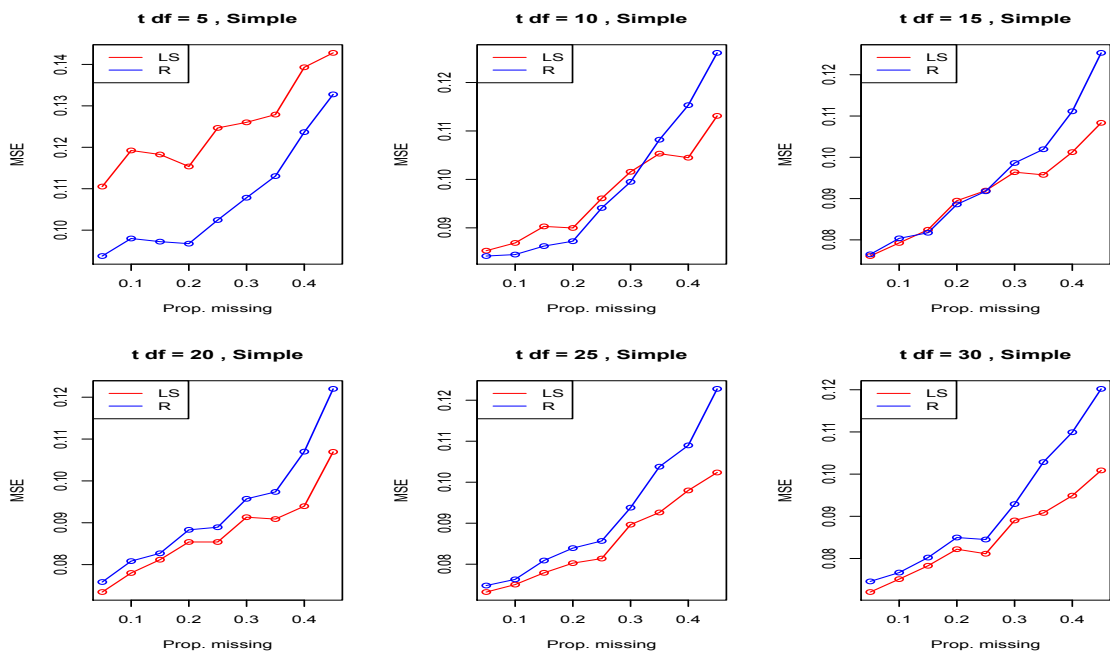 t df = 5 , Simple
LS
R
MSE
0.10
0.11
0.12
0.13
0.14
0.1
0.2
0.3
0.4
Prop. missing
t df = 10 , Simple
LS
R
MSE
0.09
0.10
0.11
0.12
0.1
0.2
0.3
0.4
Prop. missing
t df = 15 , Simple
LS
R
MSE
0.08
0.09
0.10
0.11
0.12
0.1
0.2
0.3
0.4
Prop. missing
t df = 20 , Simple
LS
R
MSE
0.08
0.09
0.10
0.11
0.12
0.1
0.2
0.3
0.4
Prop. missing
t df = 25 , Simple
LS
R
MSE
0.08
0.09
0.10
0.11
0.12
0.1
0.2
0.3
0.4
Prop. missing
t df = 30 , Simple
LS
R
MSE
0.08
0.09
0.10
0.11
0.12
0.1
0.2
0.3
0.4
Prop. missing